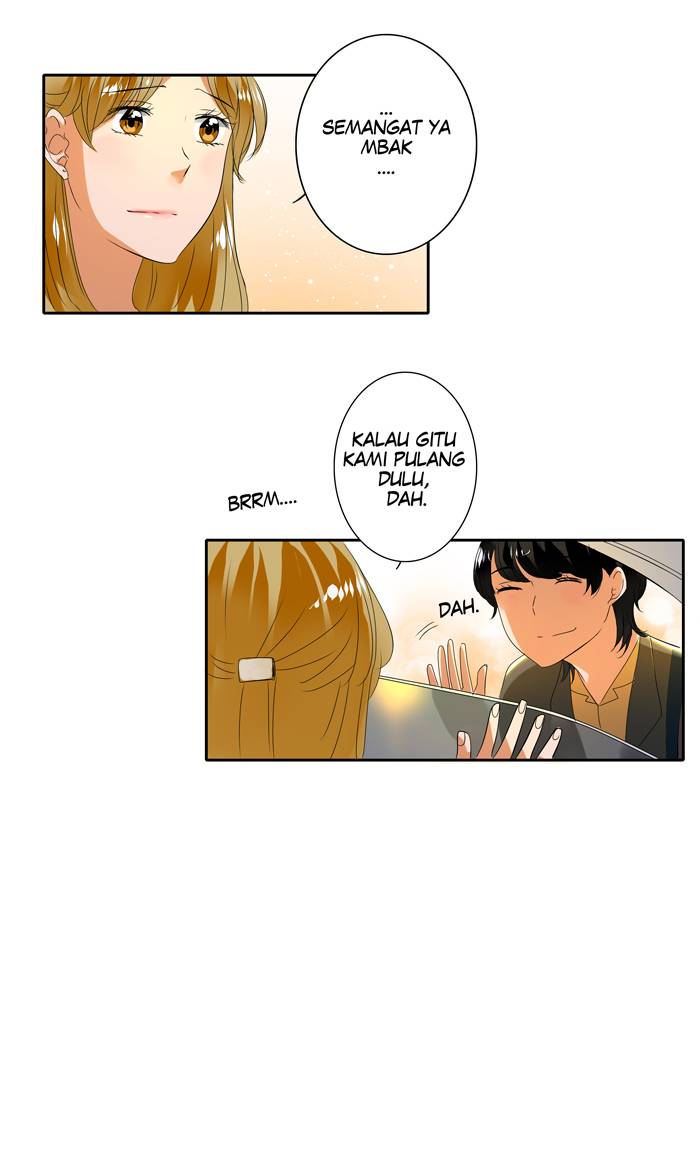 ...
SEMANGAT YA
MBAK
....
KALAU GITU
KAMI PULANG
DULU,
DAH.
BRRM....
DAH.